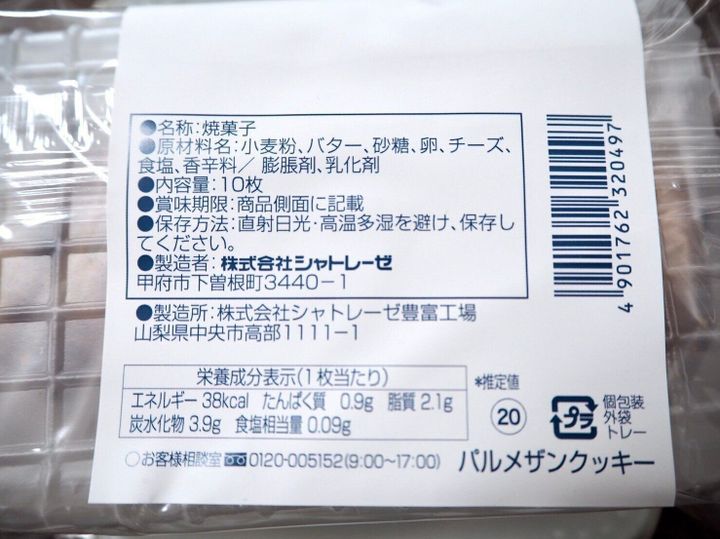 ●名称:焼菓子
●原材料名:小麦粉、バター、砂糖、卵、チーズ、
食塩、香辛料／ 膨脹剤、乳化剤
●内容量:10枚
●賞味期限:商品側面に記載
●保存方法:直射日光・高温多湿を避け、保存し
てください。
●製造者:株式会社シャトレーゼ
甲府市下曽根町3440−1
●製造所:株式会社シャトレーゼ豊富工場
山梨県中央市高部1111−1
栄養成分表示(1枚当たり)
*推定値
エネルギー 38kcal たんぱく質 0.9g 脂質 2.1g
炭水化物 3.9g 食塩相当量 0.09g
20
プラ
個包装
外袋
トレー
○お客様相談室 0120-005152(9:00〜17:00)
パルメザンクッキー
4 901762 320497